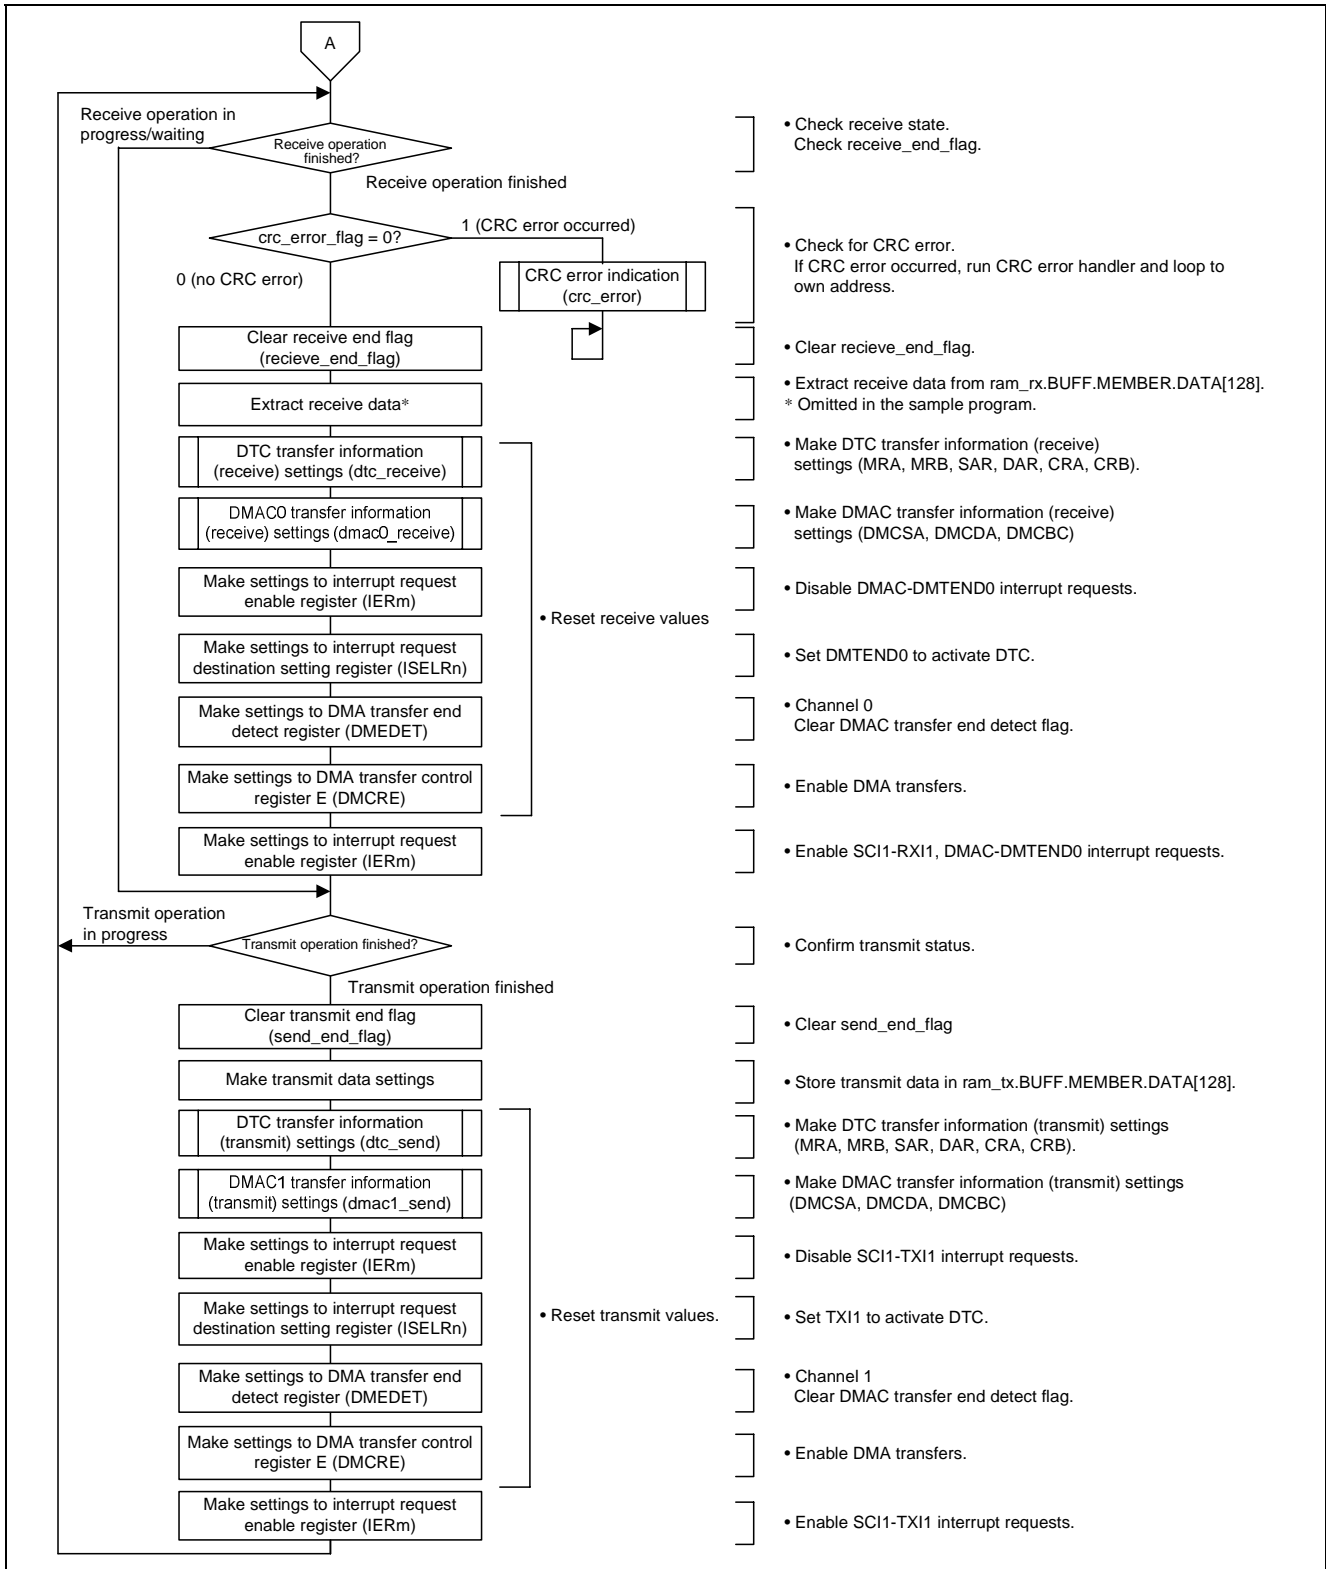 A
Receive operation in
progress/waiting
Receive operation
finished?
• Check receive state.
Check receive_end_flag.
Receive operation finished
crc_error_flag = 0?
1 (CRC error occurred)
0 (no CRC error)
CRC error indication
(crc_error)
• Check for CRC error.
If CRC error occurred, run CRC error handler and loop to
own address.
Clear receive end flag
(recieve_end_flag)
• Clear recieve_end_flag.
Extract receive data*
• Extract receive data from ram_rx.BUFF.MEMBER.DATA[128].
* Omitted in the sample program.
DTC transfer information
(receive) settings (dtc_receive)
• Make DTC transfer information (receive)
settings (MRA, MRB, SAR, DAR, CRA, CRB).
DMAC0 transfer information
(receive) settings (dmac0_receive)
• Make DMAC transfer information (receive)
settings (DMCSA, DMCDA, DMCBC)
Make settings to interrupt request
enable register (IERm)
• Disable DMAC-DMTEND0 interrupt requests.
• Reset receive values
Make settings to interrupt request
destination setting register (ISELRn)
• Set DMTEND0 to activate DTC.
Make settings to DMA transfer end
detect register (DMEDET)
• Channel 0
Clear DMAC transfer end detect flag.
Make settings to DMA transfer control
register E (DMCRE)
• Enable DMA transfers.
Make settings to interrupt request
enable register (IERm)
• Enable SCI1-RXI1, DMAC-DMTEND0 interrupt requests.
Transmit operation
in progress
Transmit operation finished?
• Confirm transmit status.
Transmit operation finished
Clear transmit end flag
(send_end_flag)
• Clear send_end_flag
Make transmit data settings
• Store transmit data in ram_tx.BUFF.MEMBER.DATA[128].
DTC transfer information
(transmit) settings (dtc_send)
• Make DTC transfer information (transmit) settings
(MRA, MRB, SAR, DAR, CRA, CRB).
DMAC1 transfer information
(transmit) settings (dmac1_send)
• Make DMAC transfer information (transmit) settings
(DMCSA, DMCDA, DMCBC)
Make settings to interrupt request
enable register (IERm)
• Disable SCI1-TXI1 interrupt requests.
Make settings to interrupt request
destination setting register (ISELRn)
• Reset transmit values.
• Set TXI1 to activate DTC.
Make settings to DMA transfer end
detect register (DMEDET)
• Channel 1
Clear DMAC transfer end detect flag.
Make settings to DMA transfer control
register E (DMCRE)
• Enable DMA transfers.
Make settings to interrupt request
enable register (IERm)
• Enable SCI1-TXI1 interrupt requests.